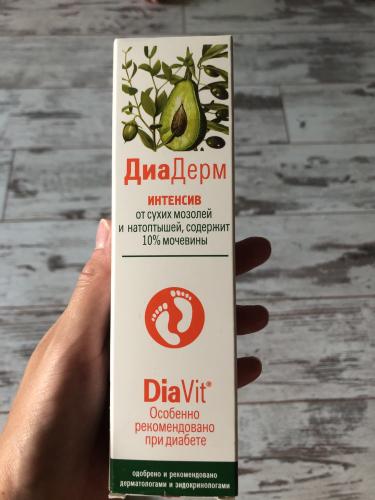 ДиаДерм
ИНТЕНСИВ
от сухих мозолей
и натоптышей, содержит
10% мочевины
DiaVit®
Особенно
рекомендовано
при диабете
одобрено и рекомендовано
дерматологами и эндокринологами